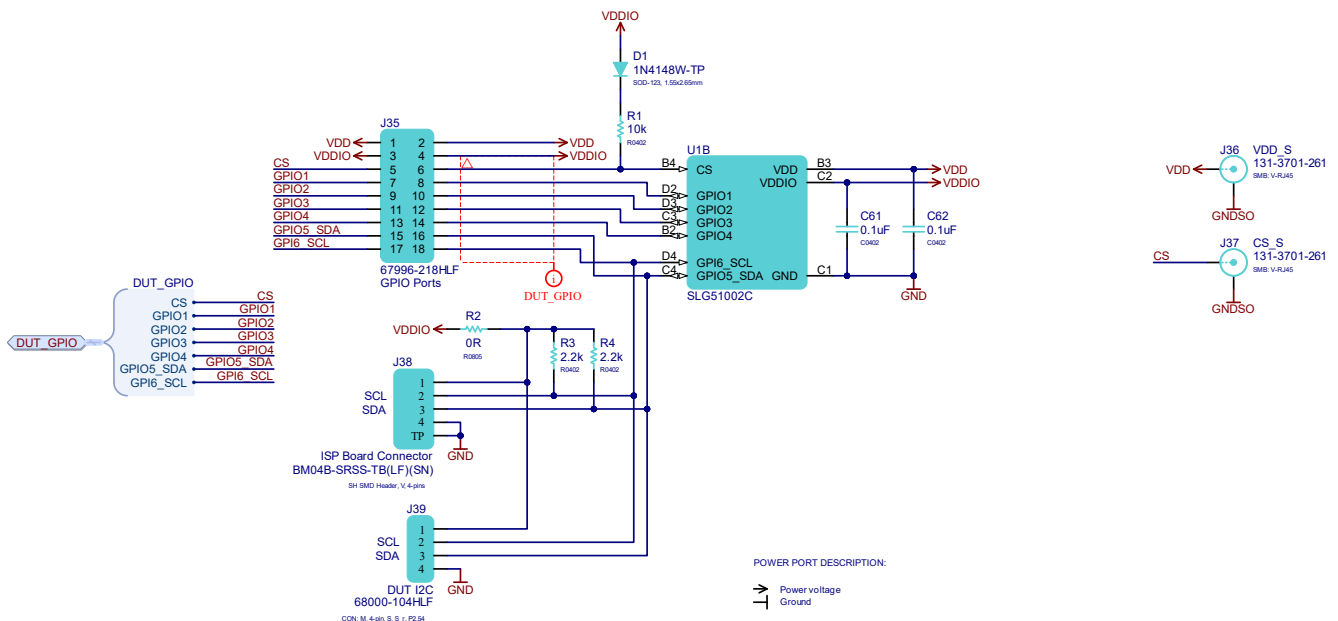 VDDIO
D1
1N4148W-TP
SOD-123, 1.55x2.65mm
R1
10k
R0402
J35
VDD 1 2 VDD
VDDIO 3 4 VDDIO
CS 5 6
GPIO1 7 8
GPIO2 9 10
GPIO3 11 12
GPIO4 13 14
GPIO5_SDA 15 16
GPI6_SCL 17 18
67996-218HLF
GPIO Ports
DUT_GPIO
i
U1B
B4 CS VDD B3 VDD
VDDIO C2 VDDIO
D2 GPIO1
D3 GPIO2
C3 GPIO3
B2 GPIO4
D4 GPI6_SCL
C4 GPIO5_SDA GND C1
SLG51002C
C61
0.1uF
C0402
C62
0.1uF
C0402
GND
J36 VDD_S
131-3701-261
SMB: V-RJ45
VDD
GNDSO
J37 CS_S
131-3701-261
SMB: V-RJ45
CS
GNDSO
DUT_GPIO
DUT_GPIO
CS CS
GPIO1 GPIO1
GPIO2 GPIO2
GPIO3 GPIO3
GPIO4 GPIO4
GPIO5_SDA GPIO5_SDA
GPI6_SCL GPI6_SCL
VDDIO
R2
0R
R0805
R3
2.2k
R0402
R4
2.2k
R0402
J38
1
SCL 2
SDA 3
4
TP
GND
ISP Board Connector
BM04B-SRSS-TB(LF)(SN)
SH SMD Header, V, 4-pins
J39
1
SCL 2
SDA 3
4
GND
DUT I2C
68000-104HLF
CON: M. 4-pin. S. S r. P2.54
POWER PORT DESCRIPTION:
Power voltage
Ground